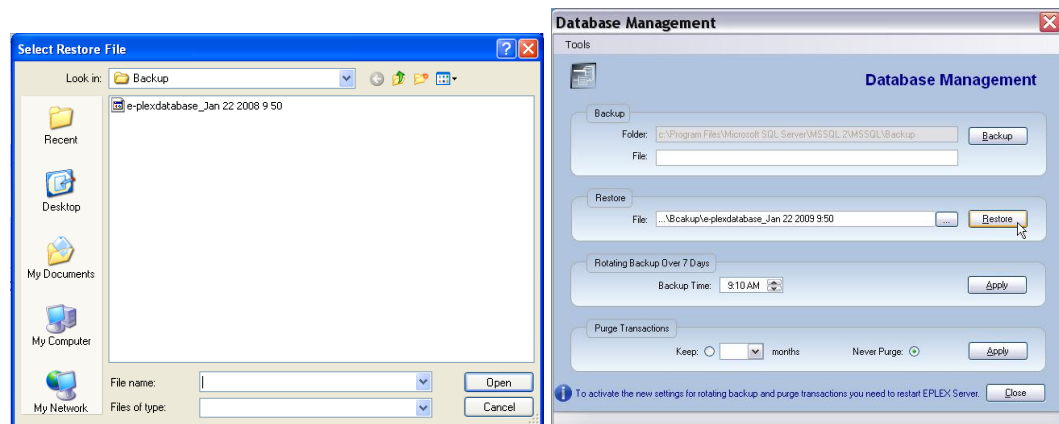 Select Restore File
Look in: Backup
e-plexdatabase_Jan 22 2008 9 50
Recent
Desktop
My Documents
My Computer
My Network
File name: Open
Files of type: Cancel
Database Management
Tools
Database Management
Backup
Folder: c:\Program Files\Microsoft SQL Server\MSSQL.2\MSSQL\Backup Backup
File:
Restore
File: ...\Bcakup\e-plexdatabase_Jan 22 2009 9:50 ... Restore
Rotating Backup Over 7 Days
Backup Time: 9:10 AM Apply
Purge Transactions
Keep: months Never Purge: Apply
To activate the new settings for rotating backup and purge transactions you need to restart EPLEX Server. Close